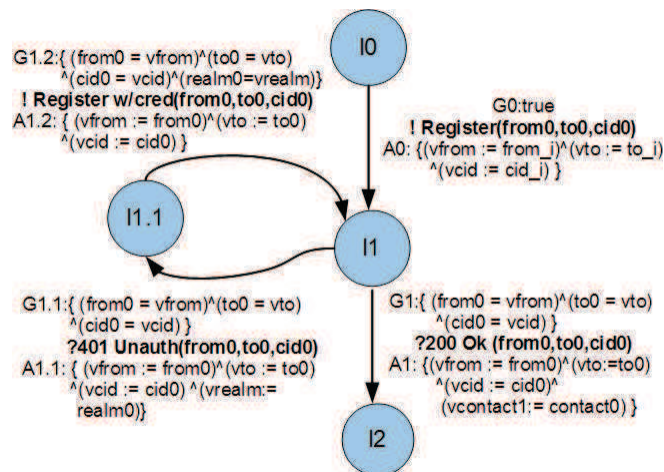 I0
G1.2:{ (from0 = vfrom)^(to0 = vto)
^(cid0 = vcid)^(realm0=vrealm)}
! Register w/cred(from0,to0,cid0)
A1.2: { (vfrom := from0)^(vto := to0)
^(vcid := cid0) }
G0:true
! Register(from0,to0,cid0)
A0: {(vfrom := from_i)^(vto := to_i)
^(vcid := cid_i) }
I1.1
I1
G1.1:{ (from0 = vfrom)^(to0 = vto)
^(cid0 = vcid) }
?401 Unauth(from0,to0,cid0)
A1.1: { (vfrom := from0)^(vto := to0)
^(vcid := cid0) ^(vrealm:=
realm0)}
G1:{ (from0 = vfrom)^(to0 = vto)
^(cid0 = vcid) }
?200 Ok (from0,to0,cid0)
A1: {(vfrom := from0)^(vto:=to0)
^(vcid := cid0)^
(vcontact1:= contact0) }
I2